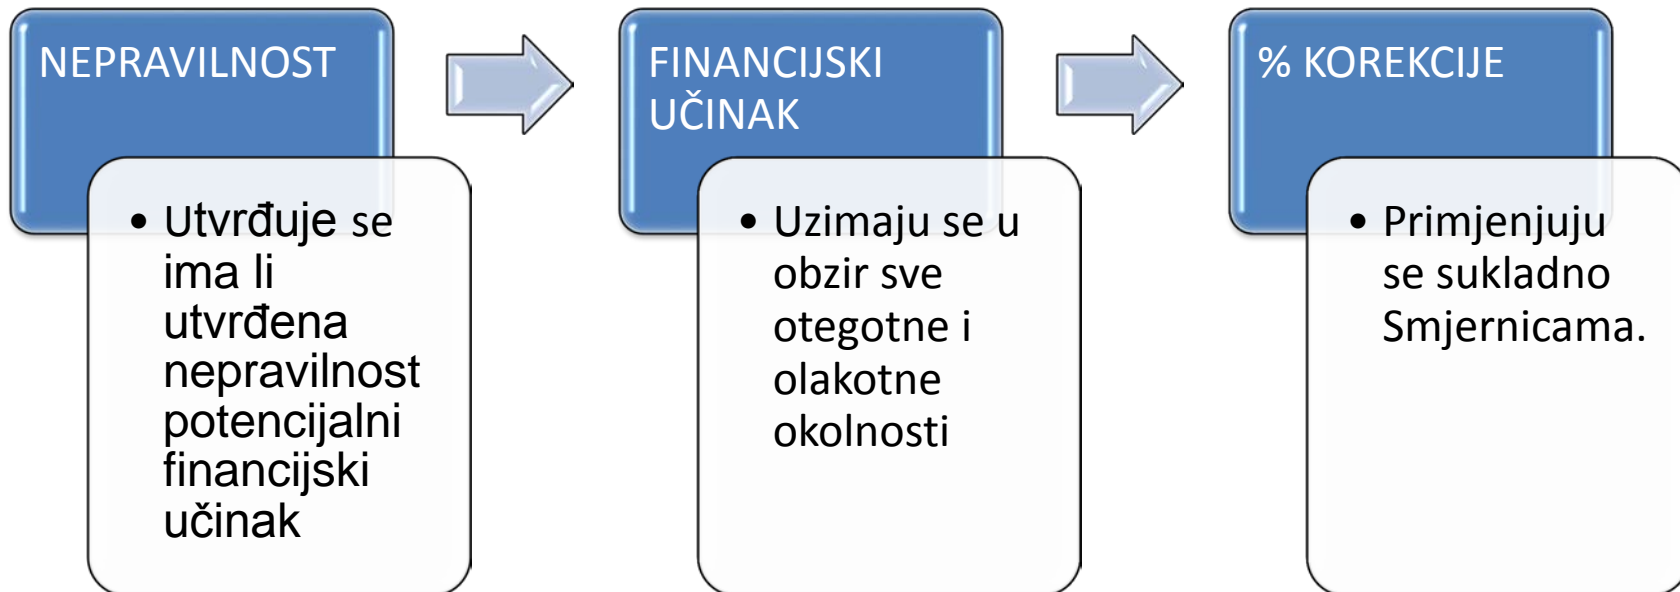 NEPRAVILNOST
• Utvrđuje se
ima li
utvrđena
nepravilnost
potencijalni
financijski
učinak
FINANCIJSKI
UČINAK
• Uzimaju se u
obzir sve
otegotne i
olakotne
okolnosti
% KOREKCIJE
• Primjenjuju
se sukladno
Smjernicama.